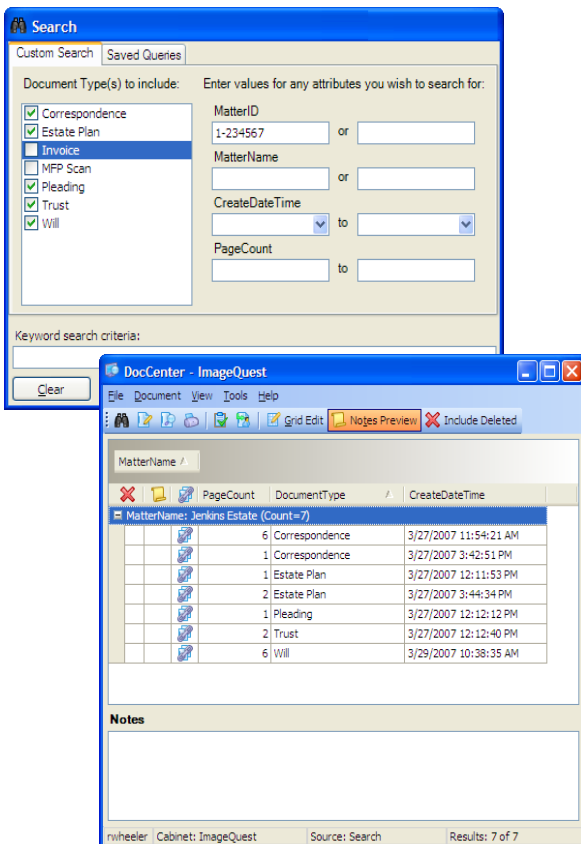 Search
Custom Search Saved Queries
Document Type(s) to include: Enter values for any attributes you wish to search for:
Correspondence
Estate Plan
Invoice
MFP Scan
Pleading
Trust
Will
MatterID
1-234567 or
MatterName
or
CreateDateTime
to
PageCount
to
Keyword search criteria:
Clear
DocCenter - ImageQuest
File Document View Tools Help
Grid Edit Notes Preview Include Deleted
MatterName
PageCount DocumentType CreateDateTime
MatterName: Jenkins Estate (Count=7)
6 Correspondence 3/27/2007 11:54:21 AM
1 Correspondence 3/27/2007 3:42:51 PM
1 Estate Plan 3/27/2007 12:11:53 PM
2 Estate Plan 3/27/2007 3:44:34 PM
1 Pleading 3/27/2007 12:12:12 PM
2 Trust 3/27/2007 12:12:40 PM
6 Will 3/29/2007 10:38:35 AM
Notes
rwheeler Cabinet: ImageQuest Source: Search Results: 7 of 7